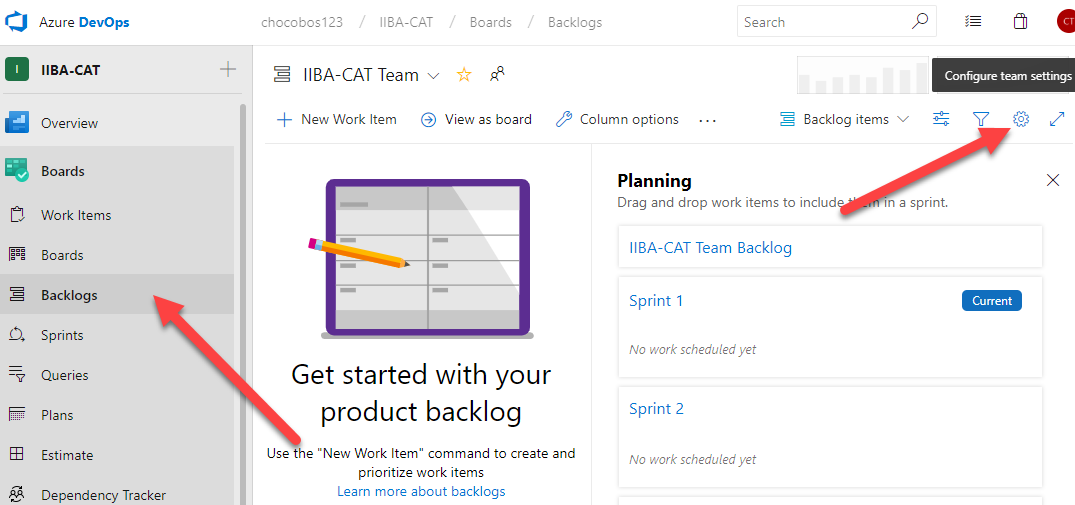 Azure DevOps
chocobos123 / IIBA-CAT / Boards / Backlogs
Search
CT
I IIBA-CAT
Overview
Boards
Work Items
Boards
Backlogs
Sprints
Queries
Plans
Estimate
Dependency Tracker
IIBA-CAT Team
Configure team settings
New Work Item
View as board
Column options
...
Backlog items
Get started with your
product backlog
Use the "New Work Item" command to create and
prioritize work items
Learn more about backlogs
Planning
Drag and drop work items to include them in a sprint.
IIBA-CAT Team Backlog
Sprint 1
Current
No work scheduled yet
Sprint 2
No work scheduled yet